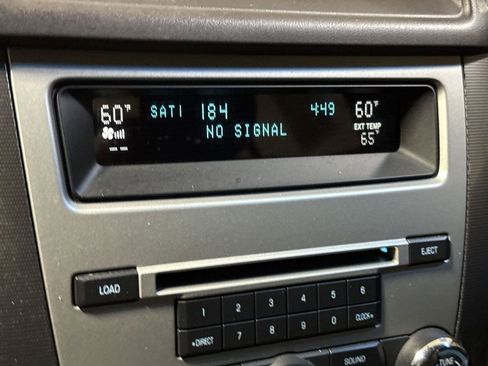 60°F SAT1 184 4:49 60°F
NO SIGNAL EXT TEMP
65°
LOAD EJECT
1 2 3 4 5 6
DIRECT 7 8 9 0 CLOCK
SOUND TUNE